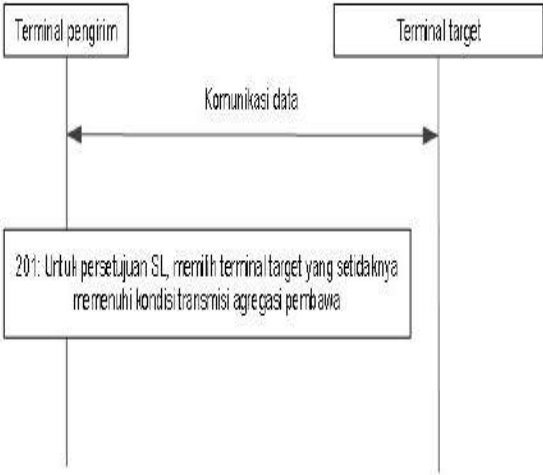 Terminal pengirim
Terminal target
Komunikasi data
201: Untuk persetujuan SL, memilih terminal target yang setidaknya
memenuhi kondisi transmisi agregasi pembawa